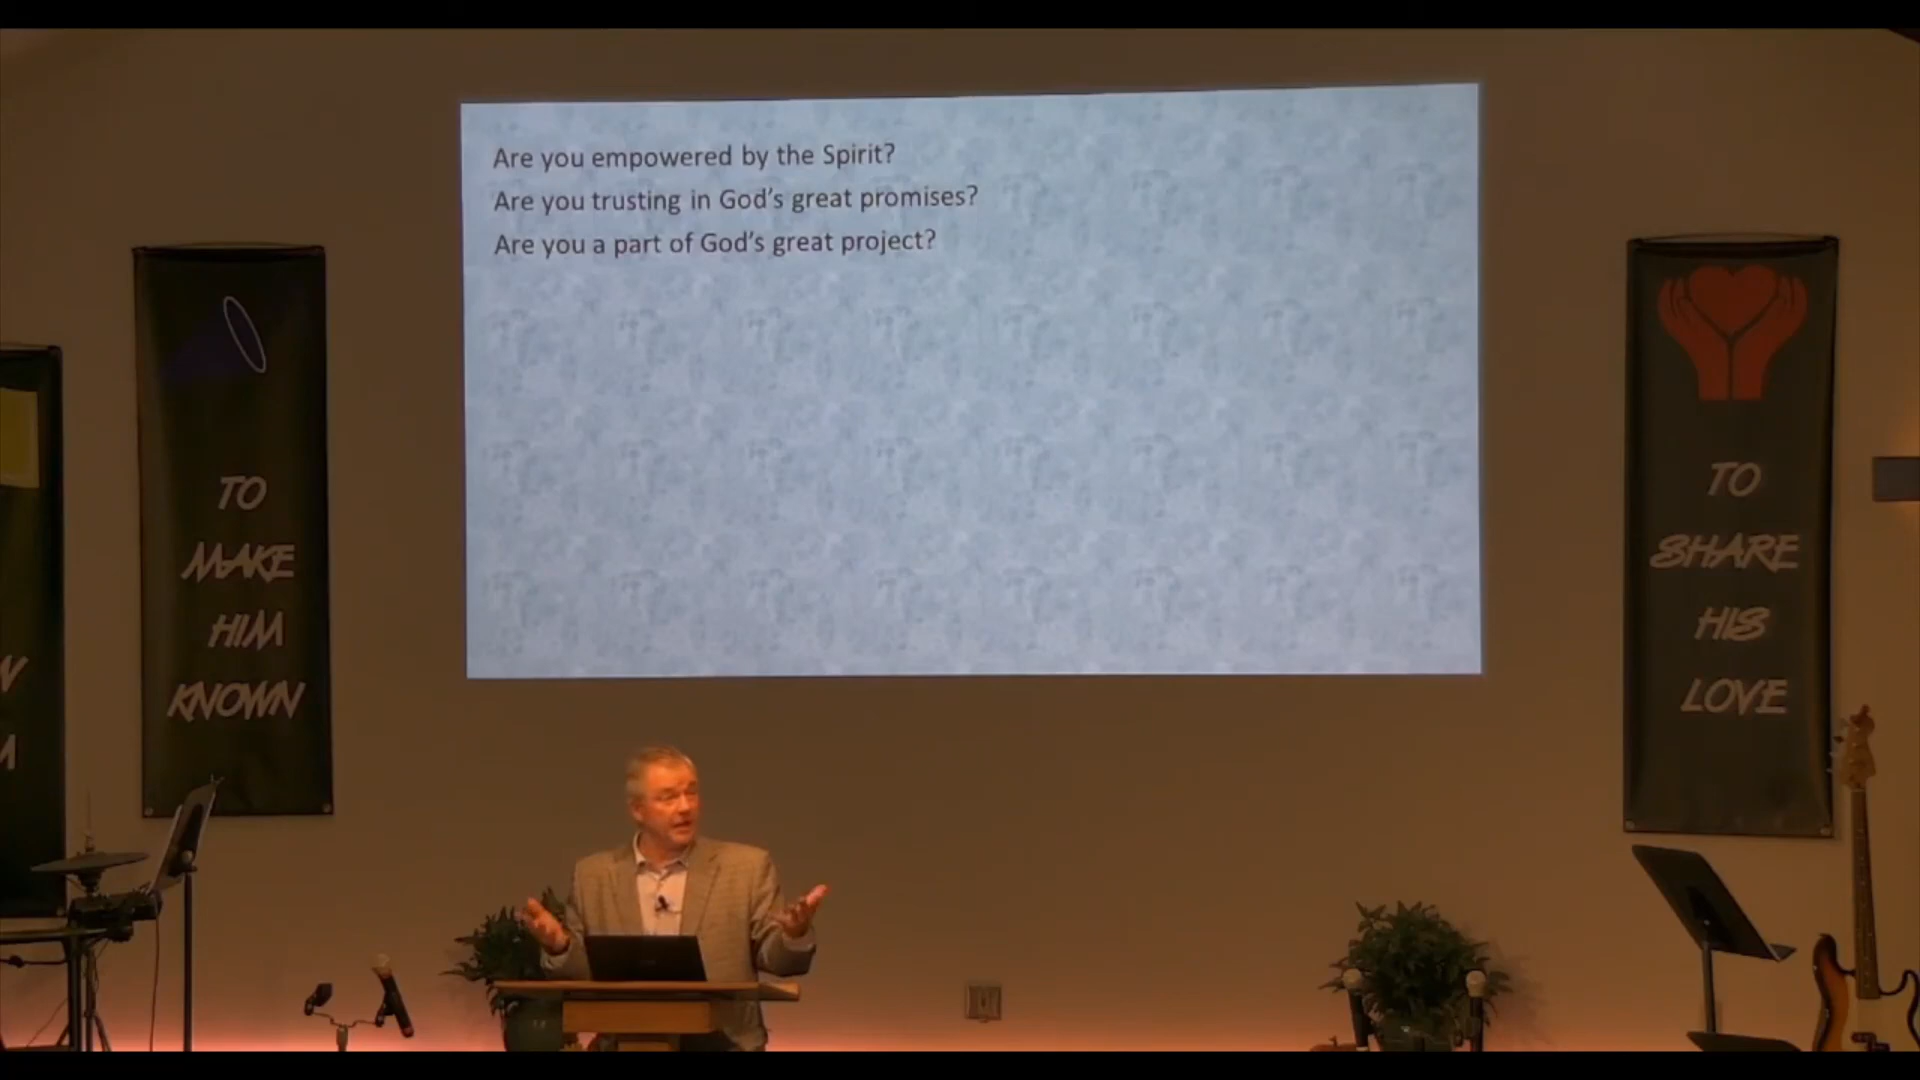 Are you empowered by the Spirit?
Are you trusting in God's great promises?
Are you a part of God's great project?
TO
MAKE
HIM
KNOWN
TO
SHARE
HIS
LOVE